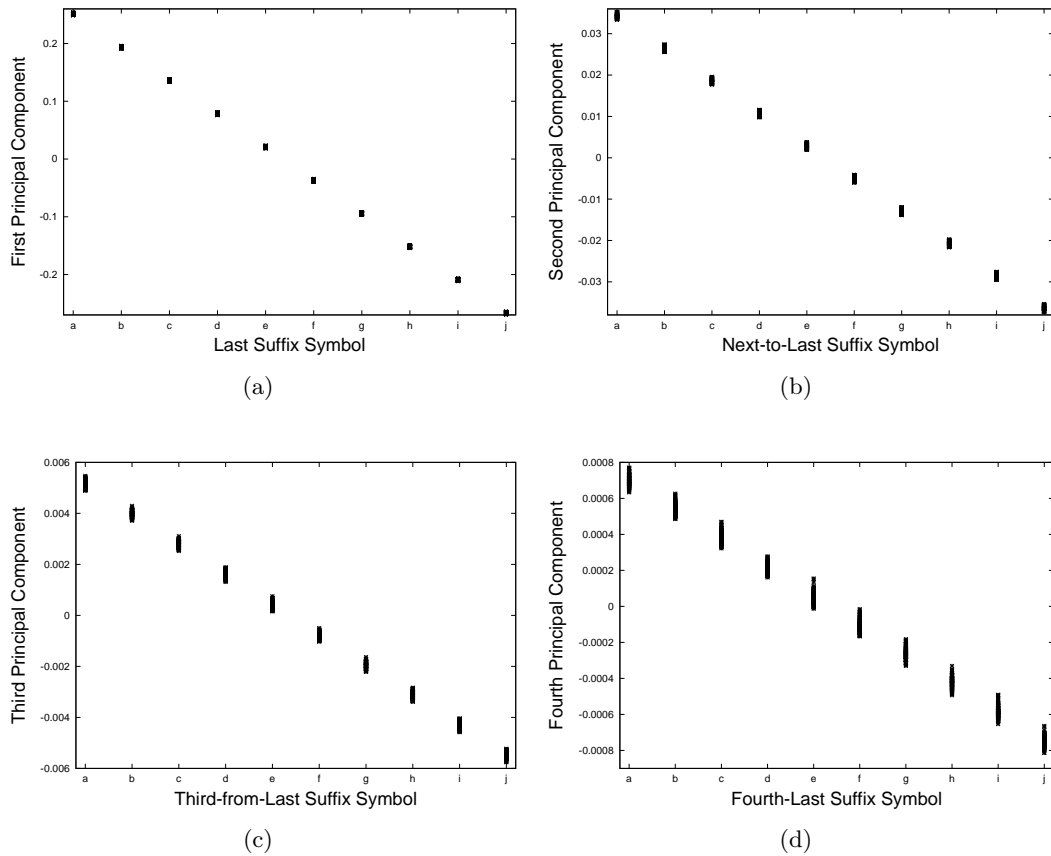 0.2
0.1
0
-0.1
-0.2
First Principal Component
a b c d e f g h i j
Last Suffix Symbol
(a)
0.03
0.02
0.01
0
-0.01
-0.02
-0.03
Second Principal Component
a b c d e f g h i j
Next-to-Last Suffix Symbol
(b)
0.006
0.004
0.002
0
-0.002
-0.004
-0.006
Third Principal Component
a b c d e f g h i j
Third-from-Last Suffix Symbol
(c)
0.0008
0.0006
0.0004
0.0002
0
-0.0002
-0.0004
-0.0006
-0.0008
Fourth Principal Component
a b c d e f g h i j
Fourth-Last Suffix Symbol
(d)